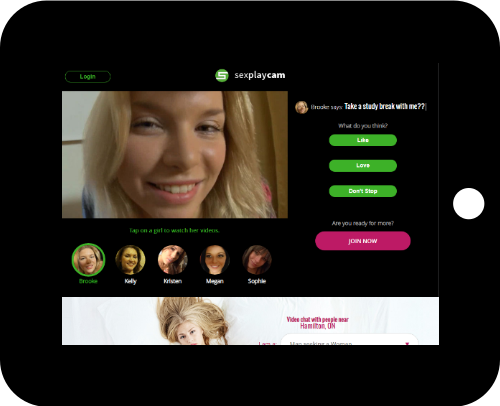 Login
sexplaycam
Brooke says: Take a study break with me??
What do you think?
Like
Love
Don't Stop
Are you ready for more?
JOIN NOW
Tap on a girl to watch her videos.
Brooke Kelly Kristen Megan Sophie
Video chat with people near
Hamilton, ON
I am a Man seeking a Woman